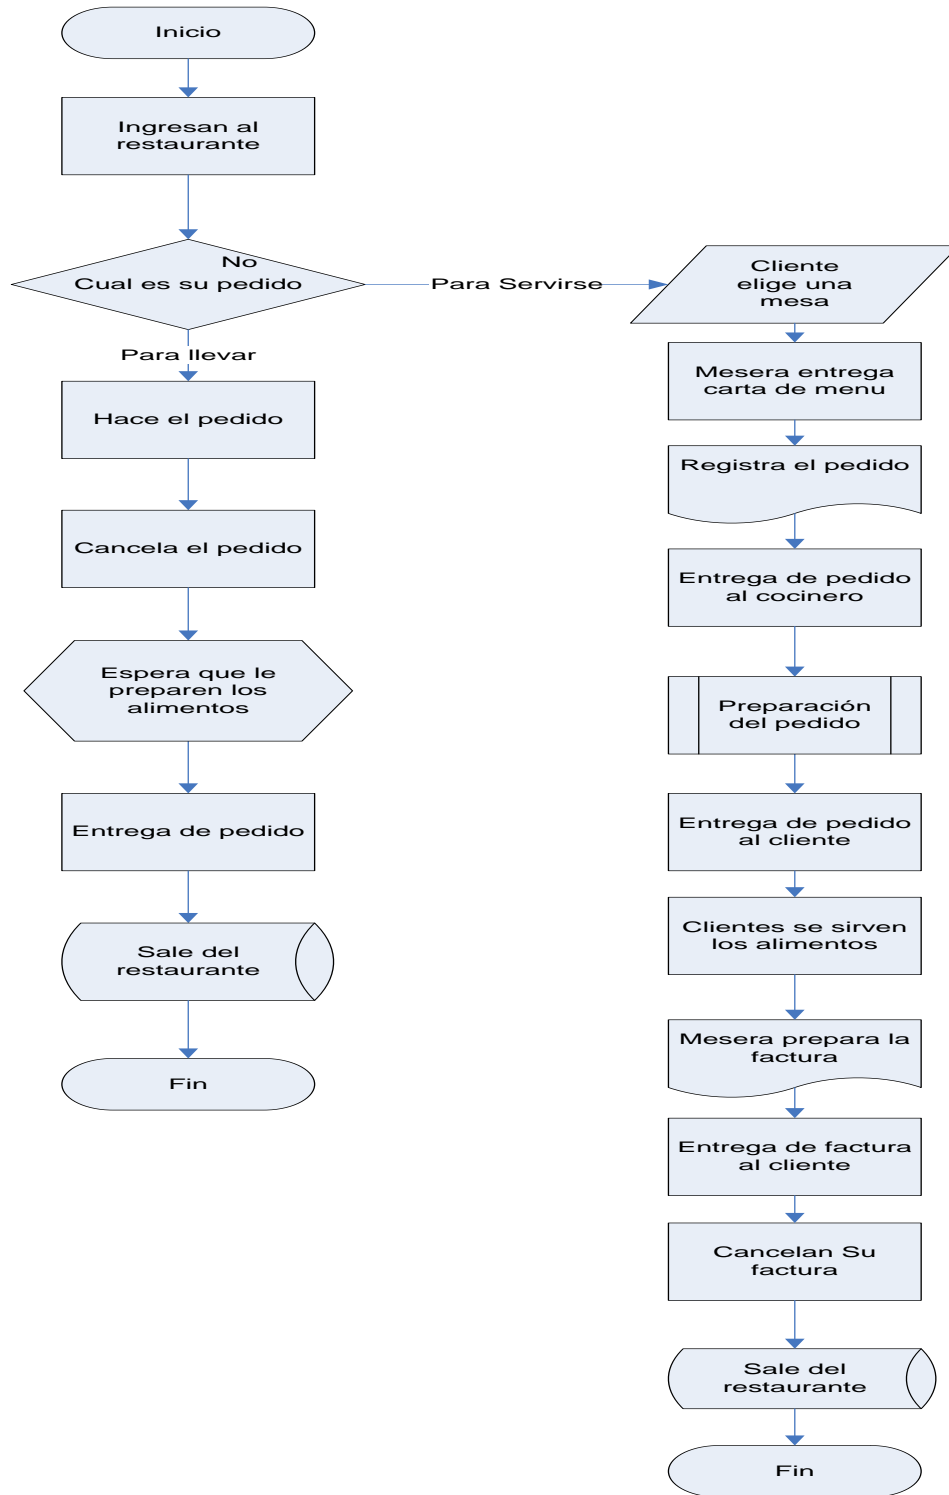 Inicio
Ingresan al
restaurante
No
Cual es su pedido
Para Servirse
Para llevar
Hace el pedido
Cancela el pedido
Espera que le
preparen los
alimentos
Entrega de pedido
Sale del
restaurante
Fin
Cliente
elige una
mesa
Mesera entrega
carta de menu
Registra el pedido
Entrega de pedido
al cocinero
Preparación
del pedido
Entrega de pedido
al cliente
Clientes se sirven
los alimentos
Mesera prepara la
factura
Entrega de factura
al cliente
Cancelan Su
factura
Sale del
restaurante
Fin